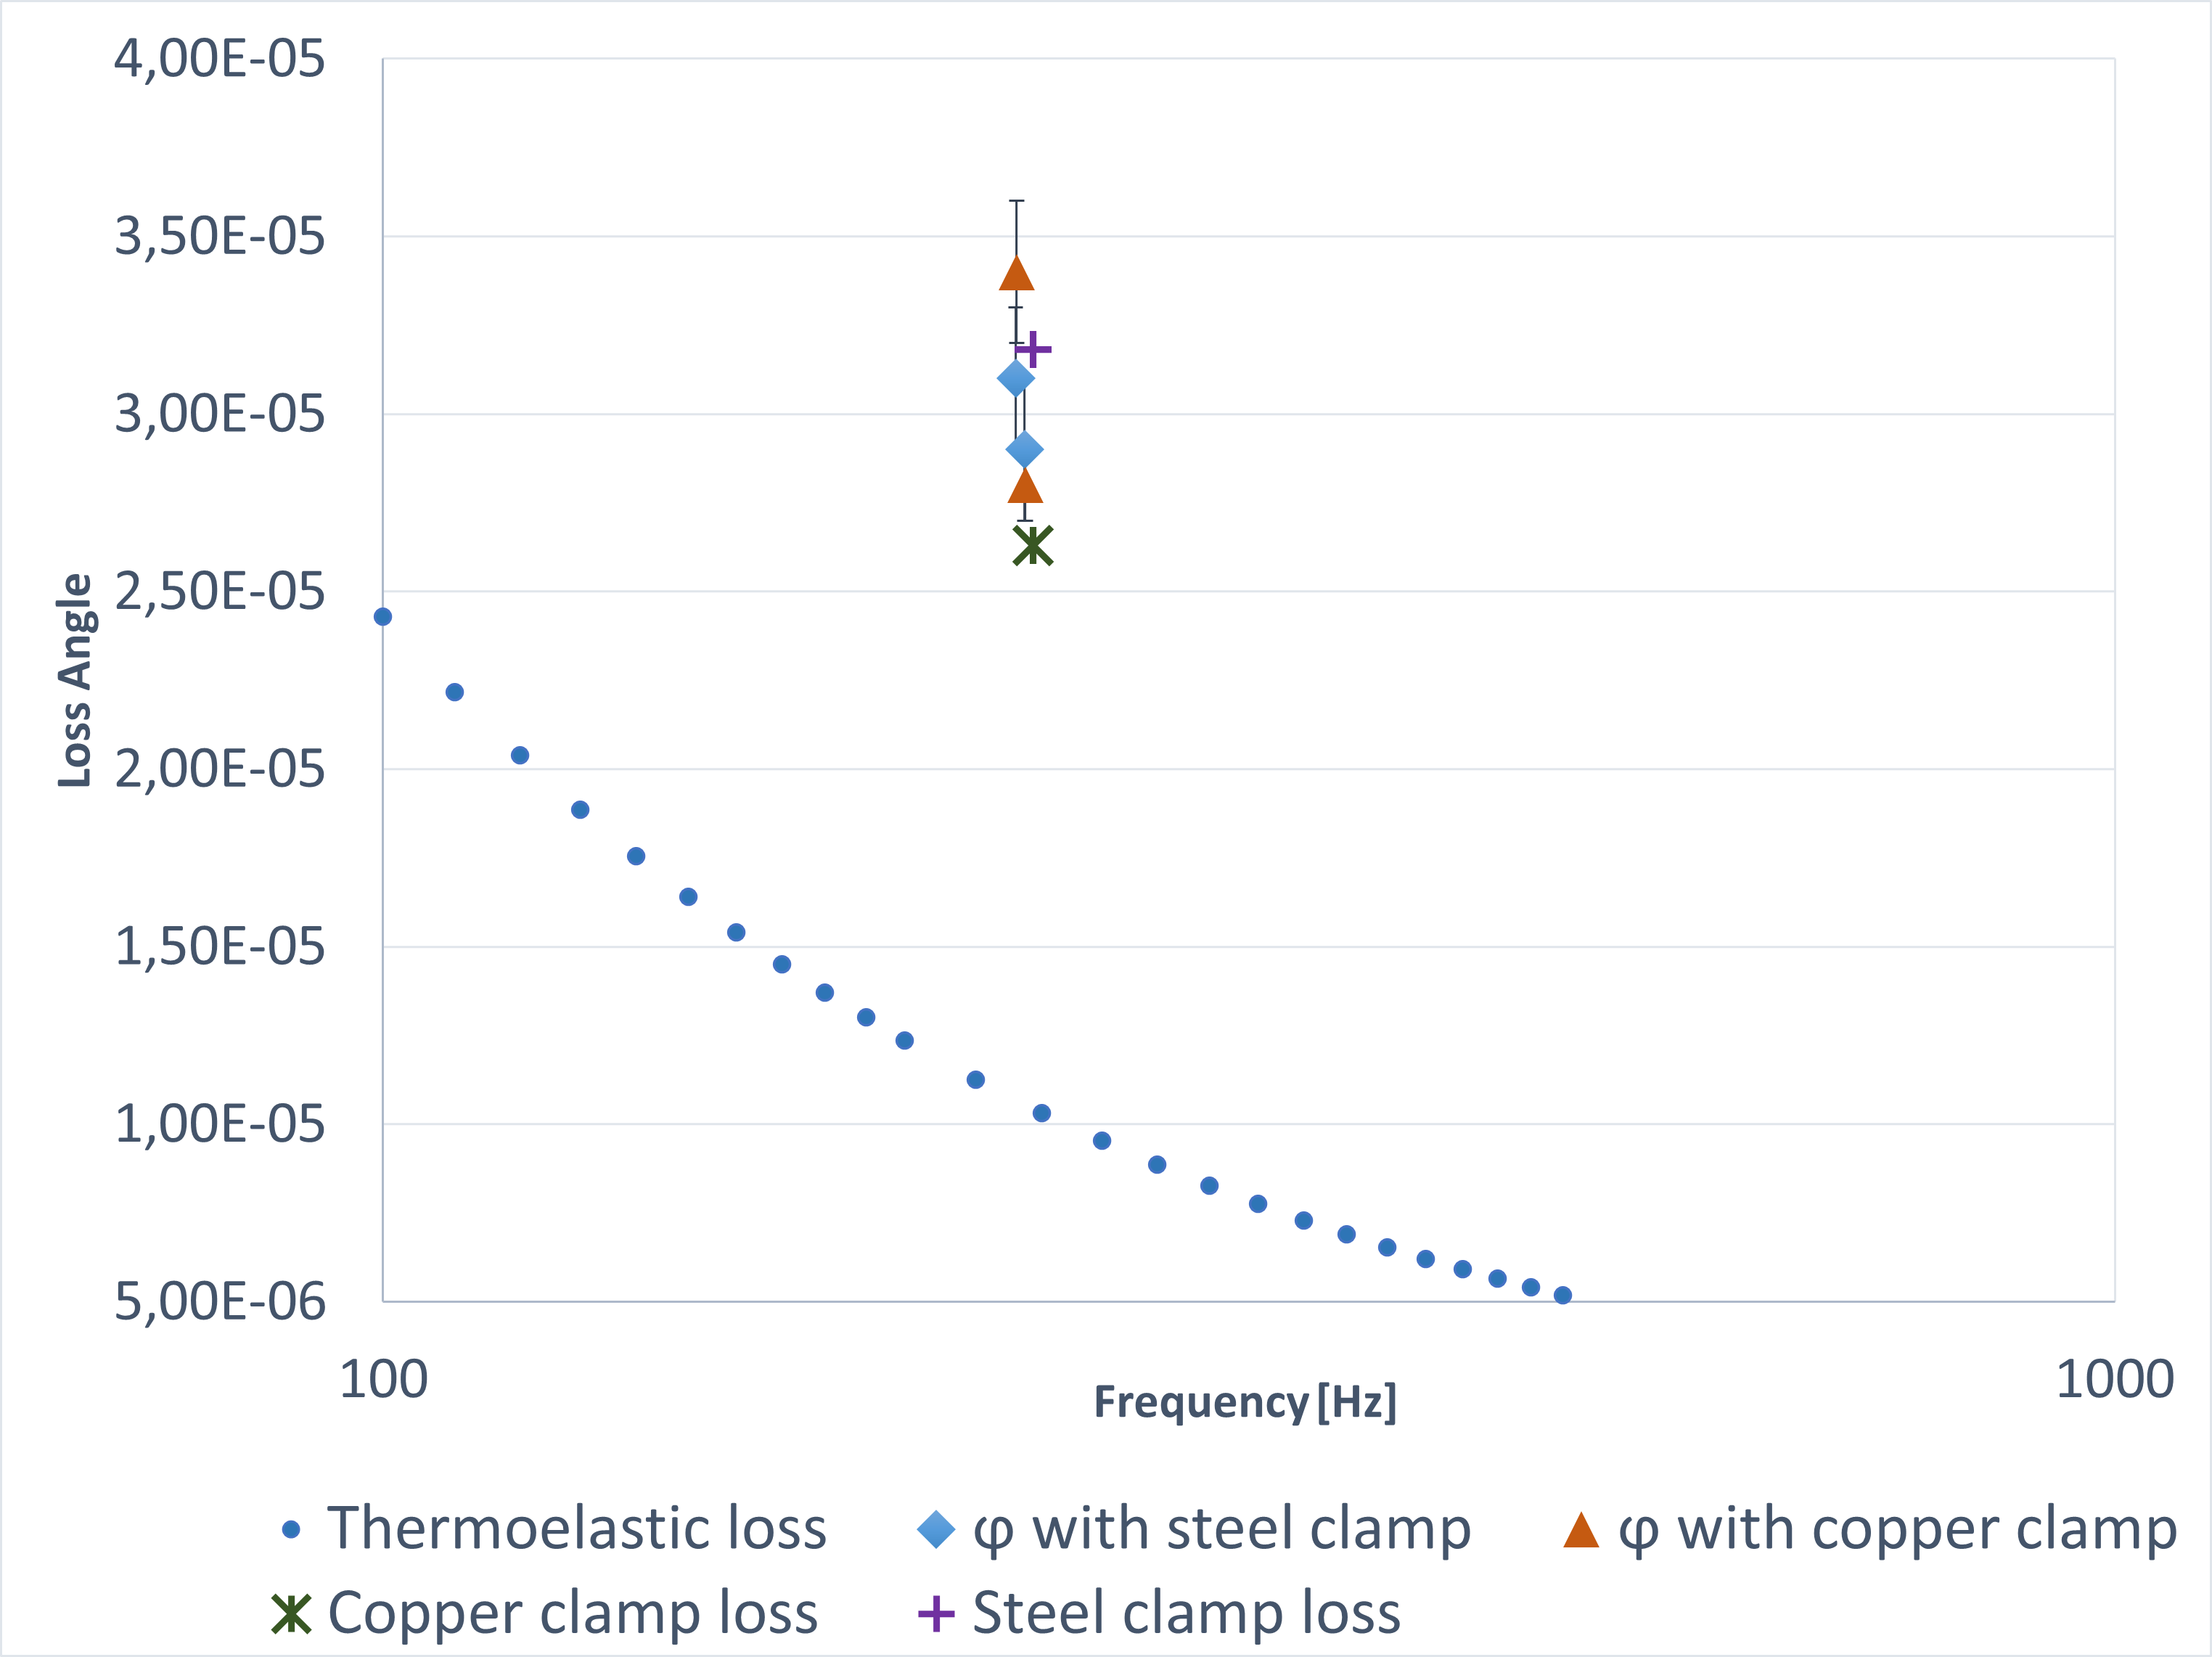 4,00E-05
3,50E-05
3,00E-05
2,50E-05
2,00E-05
1,50E-05
1,00E-05
5,00E-06
Loss Angle
100
1000
Frequency [Hz]
Thermoelastic loss
φ with steel clamp
φ with copper clamp
Copper clamp loss
Steel clamp loss